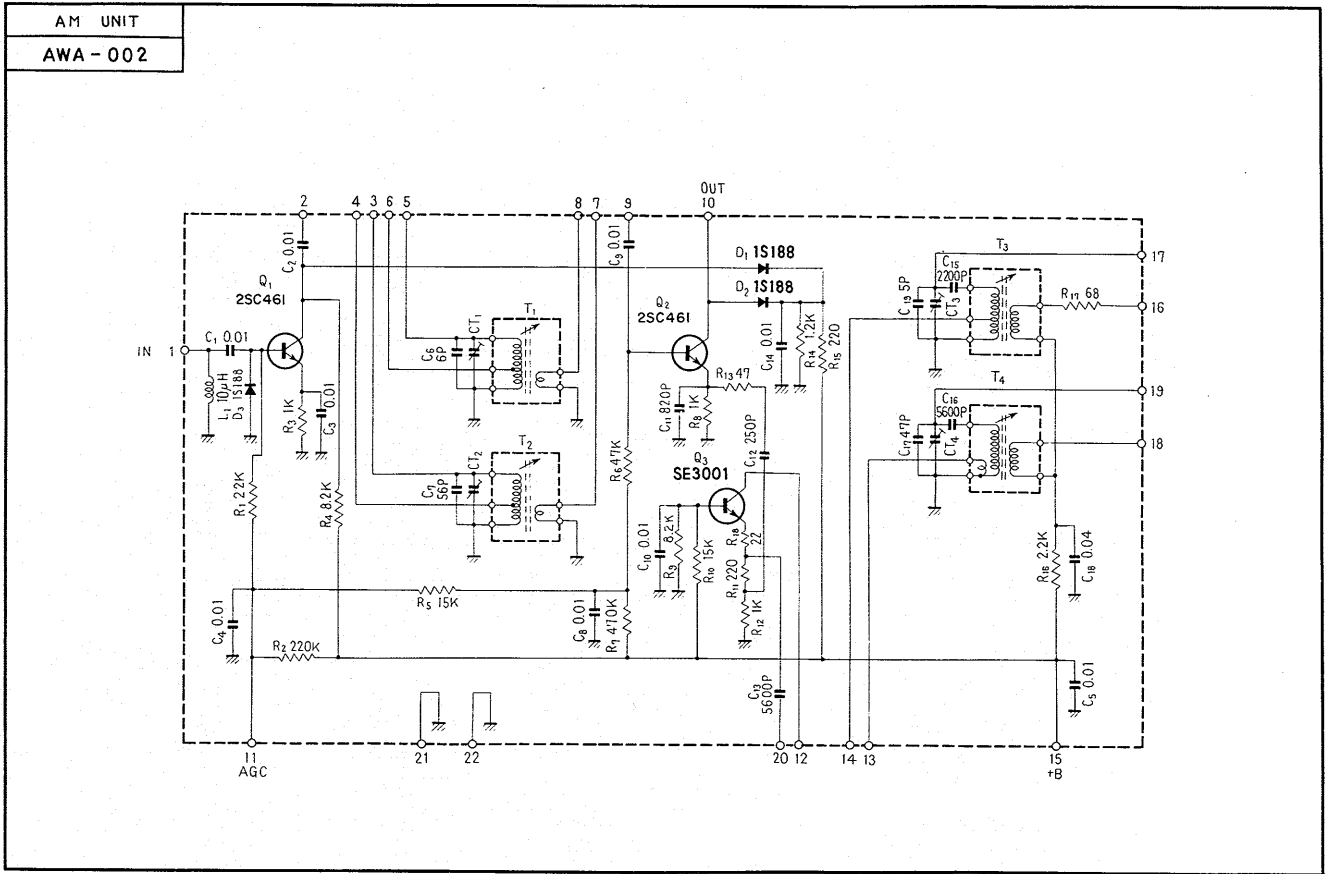 AM UNIT
AWA-002
2
4
3
6
5
8
7
9
OUT
10
C2 0.01
Q1
2SC461
C1 0.01
IN 1
L1 10μH
D3 1S188
R3 1K
C3 0.01
R1 22K
R4 8.2K
C4 0.01
R2 220K
R5 15K
C6
6P
CT1
T1
C7
56P
CT2
T2
C9 0.01
R6 47K
R7 470K
C8 0.01
Q2
2SC461
D1 1S188
D2 1S188
C14 0.01
R14 1.2K
R15 220
R13 47
C11 820P
R8 1K
C12 250P
Q3
SE3001
C10 0.01
R9 8.2K
R10 15K
R18
22
R11 220
R12 1K
C13
5600P
T3
C15
2200P
C19 5P
CT3
R17 68
17
16
T4
C16
5600P
C17 47P
CT4
19
18
R16 2.2K
C18 0.04
C5 0.01
11
AGC
21
22
20
12
14
13
15
+B